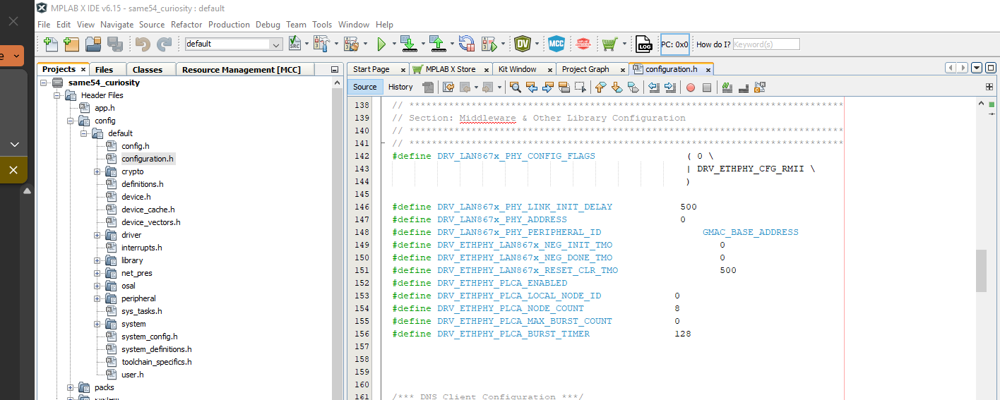 MPLAB X IDE v6.15 - same54_curiosity : default
File Edit View Navigate Source Refactor Production Debug Team Tools Window Help
default
PC: 0x0 How do I? Keyword(s)
Projects Files Classes Resource Management [MCC]
same54_curiosity
Header Files
app.h
config
default
config.h
configuration.h
crypto
definitions.h
device.h
device_cache.h
device_vectors.h
driver
interrupts.h
library
net_pres
osal
peripheral
sys_tasks.h
system
system_config.h
system_definitions.h
toolchain_specifics.h
user.h
packs
Start Page MPLAB X Store Kit Window Project Graph configuration.h
Source History
138 // *****************************************************************************
139 // Section: Middleware & Other Library Configuration
140 // *****************************************************************************
141 // *****************************************************************************
142 #define DRV_LAN867x_PHY_CONFIG_FLAGS ( 0 \
143 | DRV_ETHPHY_CFG_RMII \
144 )
145
146 #define DRV_LAN867x_PHY_LINK_INIT_DELAY 500
147 #define DRV_LAN867x_PHY_ADDRESS 0
148 #define DRV_LAN867x_PHY_PERIPHERAL_ID GMAC_BASE_ADDRESS
149 #define DRV_ETHPHY_LAN867x_NEG_INIT_TMO 0
150 #define DRV_ETHPHY_LAN867x_NEG_DONE_TMO 0
151 #define DRV_ETHPHY_LAN867x_RESET_CLR_TMO 500
152 #define DRV_ETHPHY_PLCA_ENABLED
153 #define DRV_ETHPHY_PLCA_LOCAL_NODE_ID 0
154 #define DRV_ETHPHY_PLCA_NODE_COUNT 8
155 #define DRV_ETHPHY_PLCA_MAX_BURST_COUNT 0
156 #define DRV_ETHPHY_PLCA_BURST_TIMER 128
157
158
159
160
161 /*** DNS Client Configuration ***/